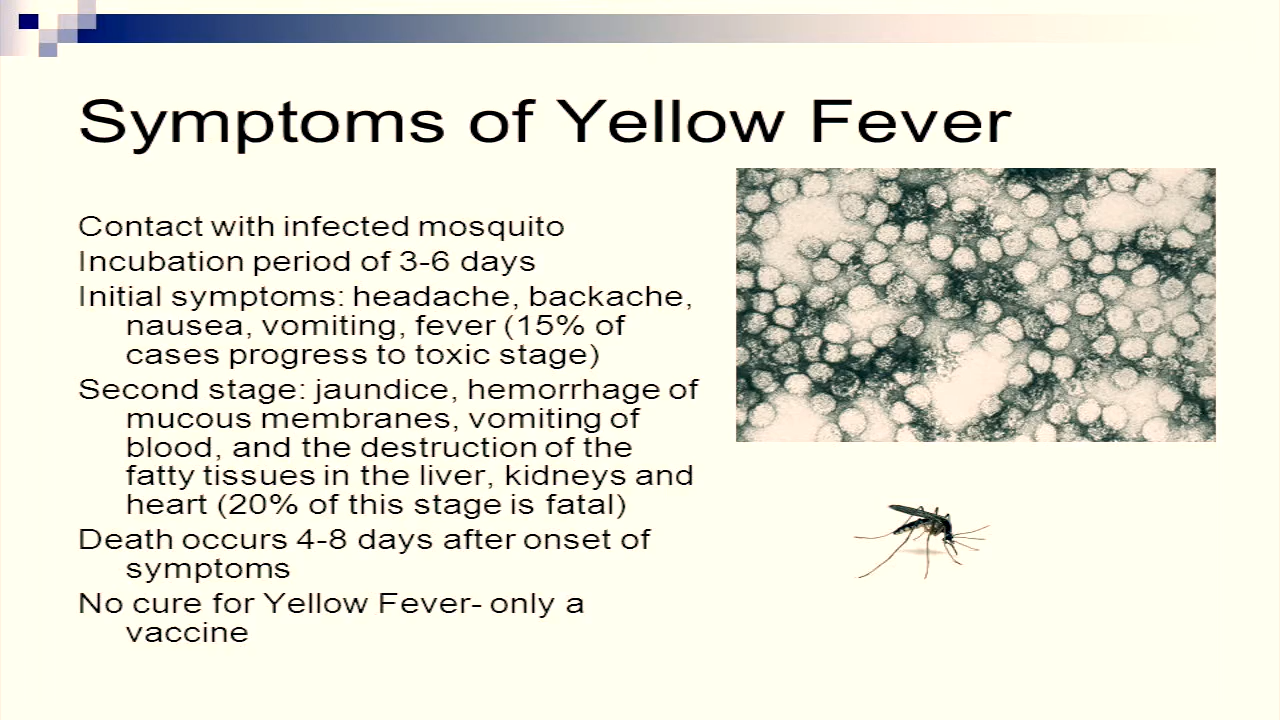 Symptoms of Yellow Fever
Contact with infected mosquito
Incubation period of 3-6 days
Initial symptoms: headache, backache,
nausea, vomiting, fever (15% of
cases progress to toxic stage)
Second stage: jaundice, hemorrhage of
mucous membranes, vomiting of
blood, and the destruction of the
fatty tissues in the liver, kidneys and
heart (20% of this stage is fatal)
Death occurs 4-8 days after onset of
symptoms
No cure for Yellow Fever- only a
vaccine